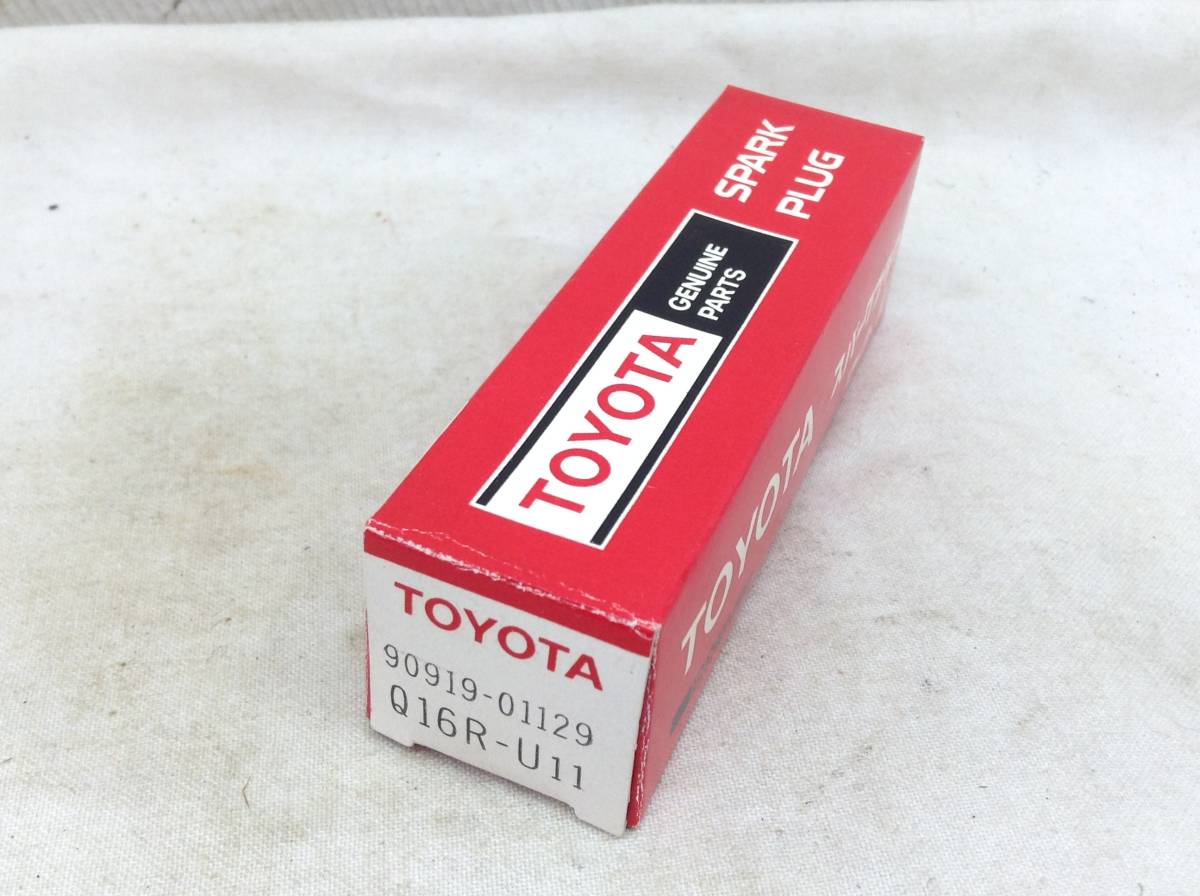 SPARK
PLUG
GENUINE
PARTS
TOYOTA
TOYOTA
TOYOTA
90919-01129
Q16R-U11